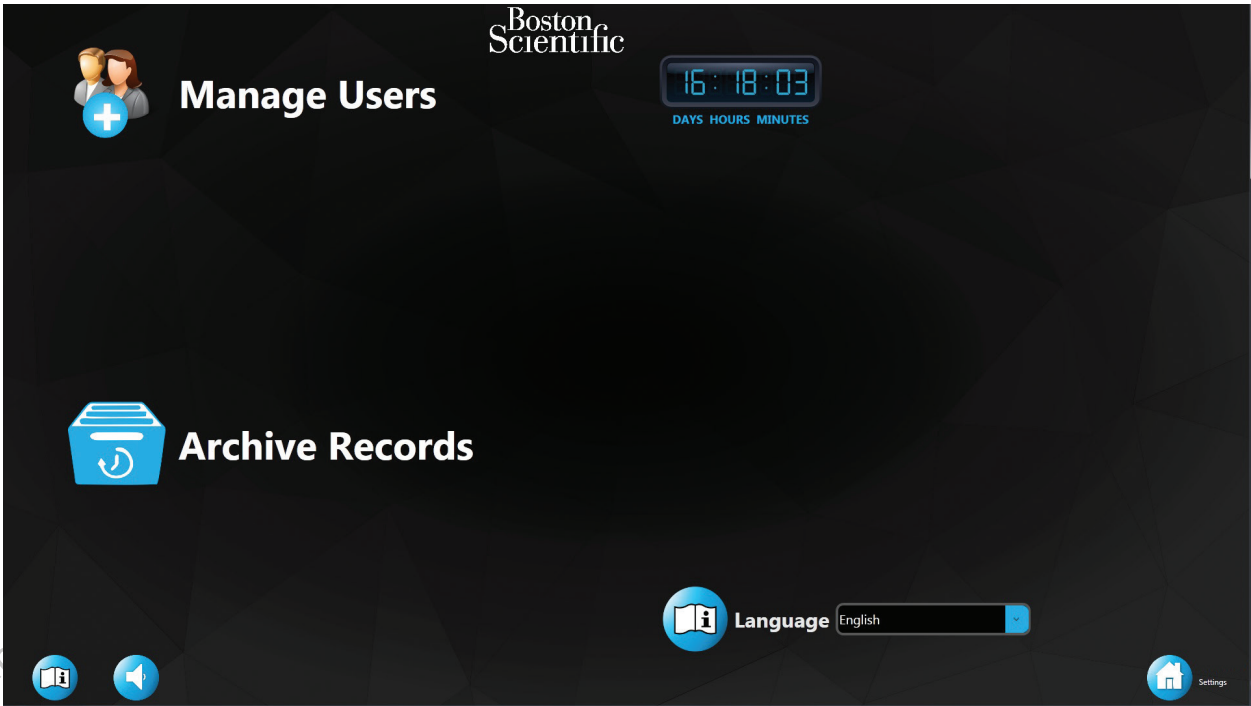 Boston
Scientific
Manage Users
16:18:03
DAYS HOURS MINUTES
Archive Records
Language English
Settings